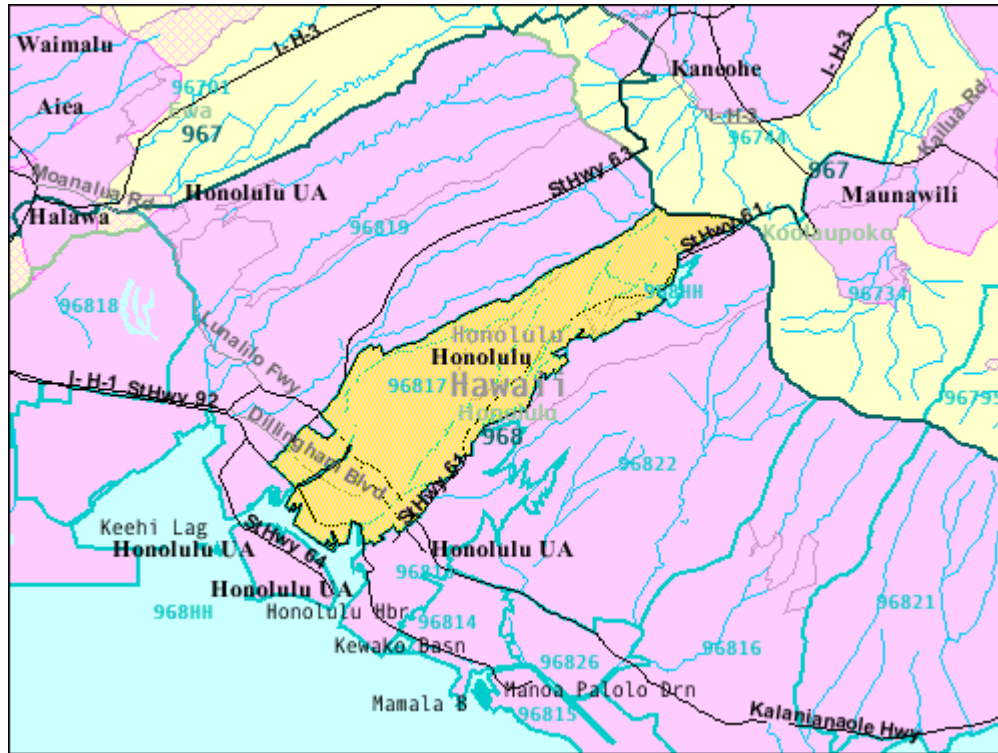 Waimalu
I- H-3
Kaneohe
I- H-3
96701
Aiea
Ewa
967
I-H-3
96744
Kailua Rd
Moanalua Rd
Honolulu UA
StHwy 63
967
Maunawili
Halawa
96819
StHwy 61
Koolaupoko
96818
968HH
96734
Lunalilo Fwy
Honolulu
Honolulu
96817
Hawaii
I- H-1 StHwy 92
Honolulu
9679
Dillingham Blvd
968
96822
StHwy 61
Keehi Lag
Honolulu UA
StHwy 64
Honolulu UA
Honolulu UA
96821
968HH
Honolulu Hbr
96814
Kewako Basn
96816
96826
Mamala B
Manoa Palolo Drn
96815
Kalanianaole Hwy